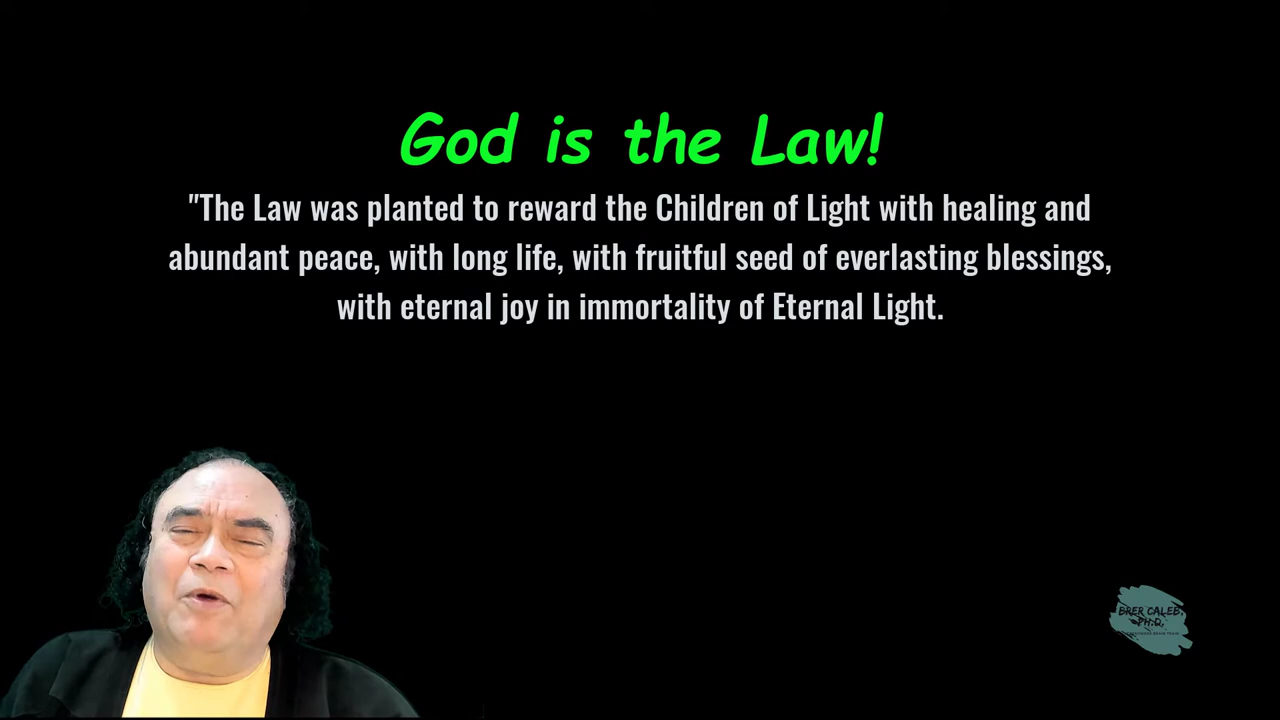 God is the Law!
"The Law was planted to reward the Children of Light with healing and
abundant peace, with long life, with fruitful seed of everlasting blessings,
with eternal joy in immortality of Eternal Light.
BRER CALEB,
PH.D.